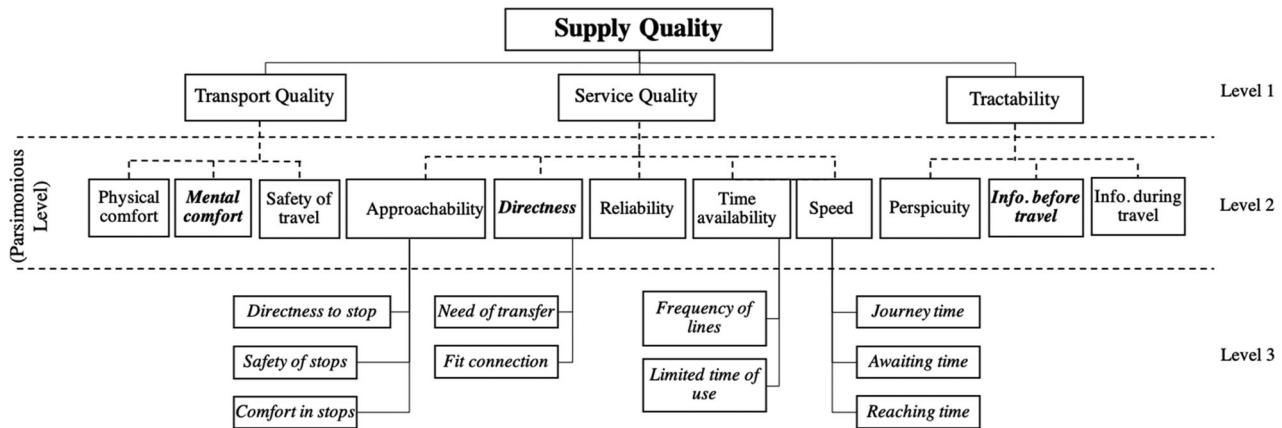 Supply Quality
Transport Quality
Service Quality
Tractability
Level 1
(Parsimonious
Level)
Physical
comfort
Mental
comfort
Safety of
travel
Approachability
Directness
Reliability
Time
availability
Speed
Perspicuity
Info. before
travel
Info. during
travel
Level 2
Directness to stop
Need of transfer
Frequency of
lines
Journey time
Safety of stops
Fit connection
Limited time of
use
Awaiting time
Level 3
Comfort in stops
Reaching time